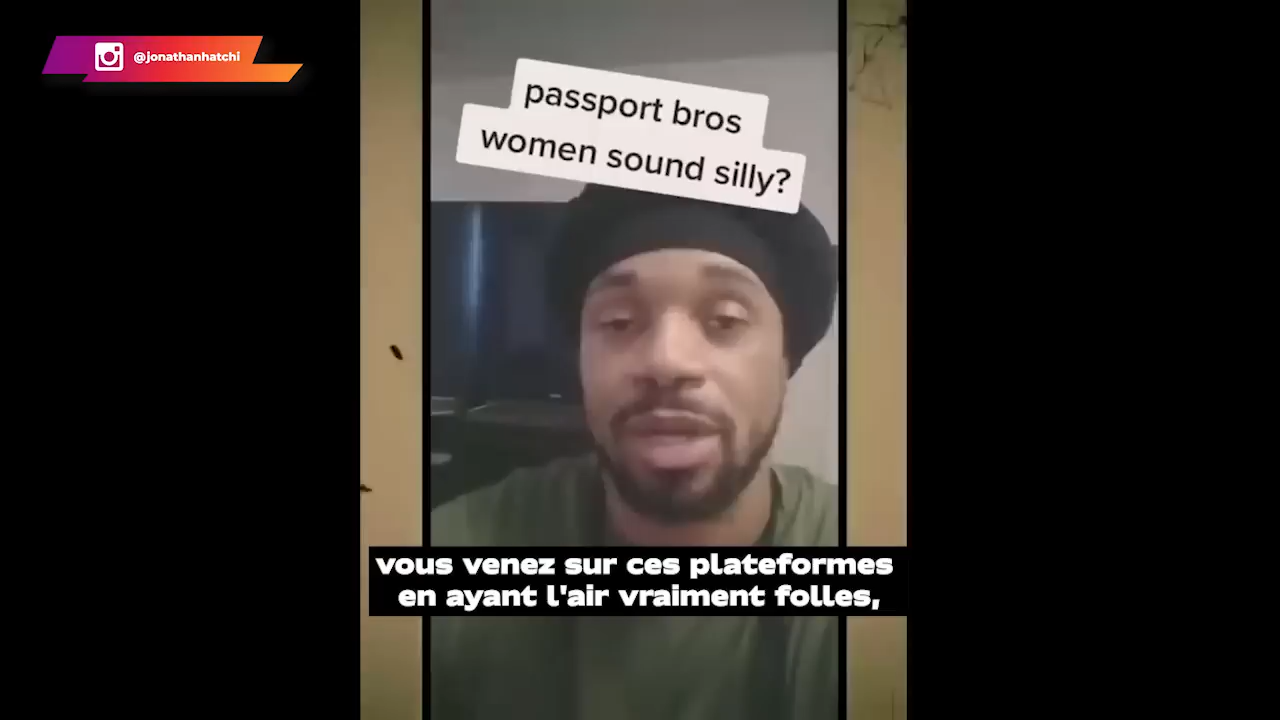 @jonathanhatchi
passport bros
women sound silly?
vous venez sur ces plateformes
en ayant l'air vraiment folles,